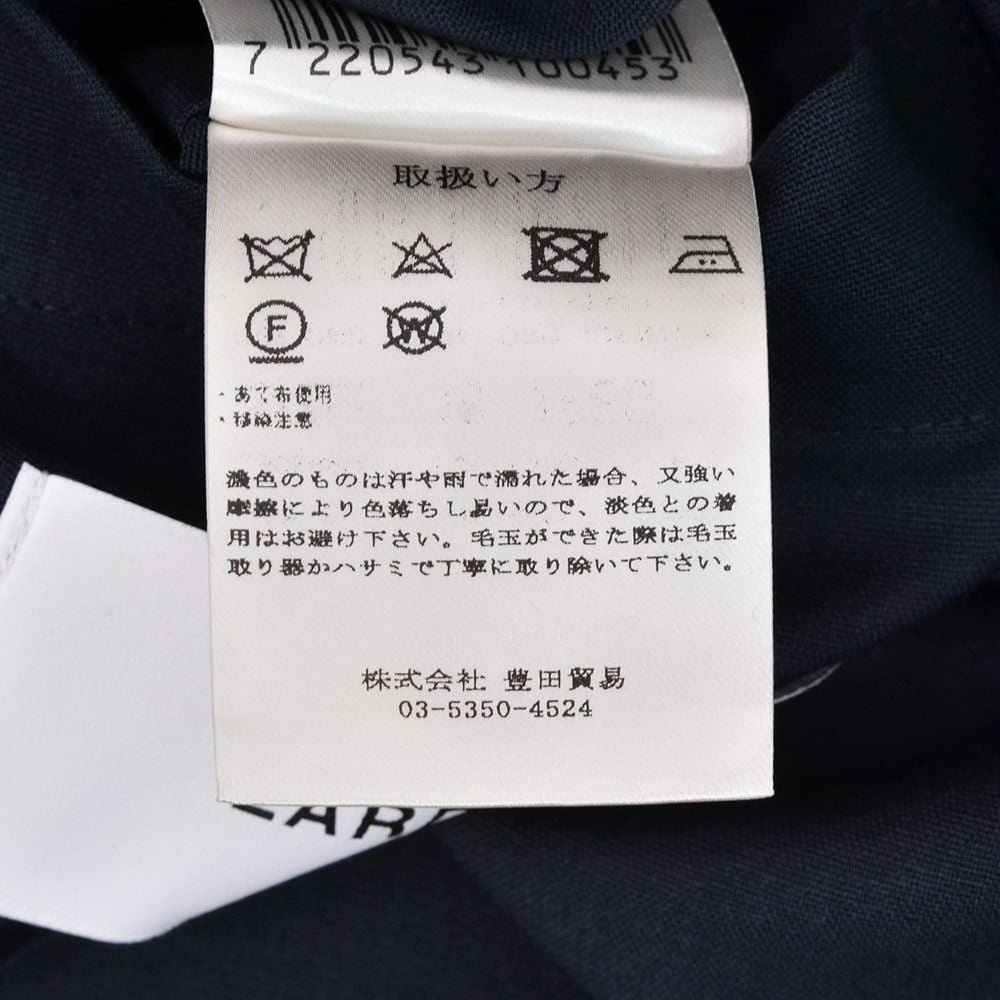 7 220543 100453
取扱い方
F
W
・あて布使用
・移染注意
濃色のものは汗や雨で濡れた場合、又強い
摩擦により色落ちし易いので、淡色との着
用はお避け下さい。毛玉ができた際は毛玉
取り器かハサミで丁寧に取り除いて下さい。
株式会社 豊田貿易
03-5350-4524